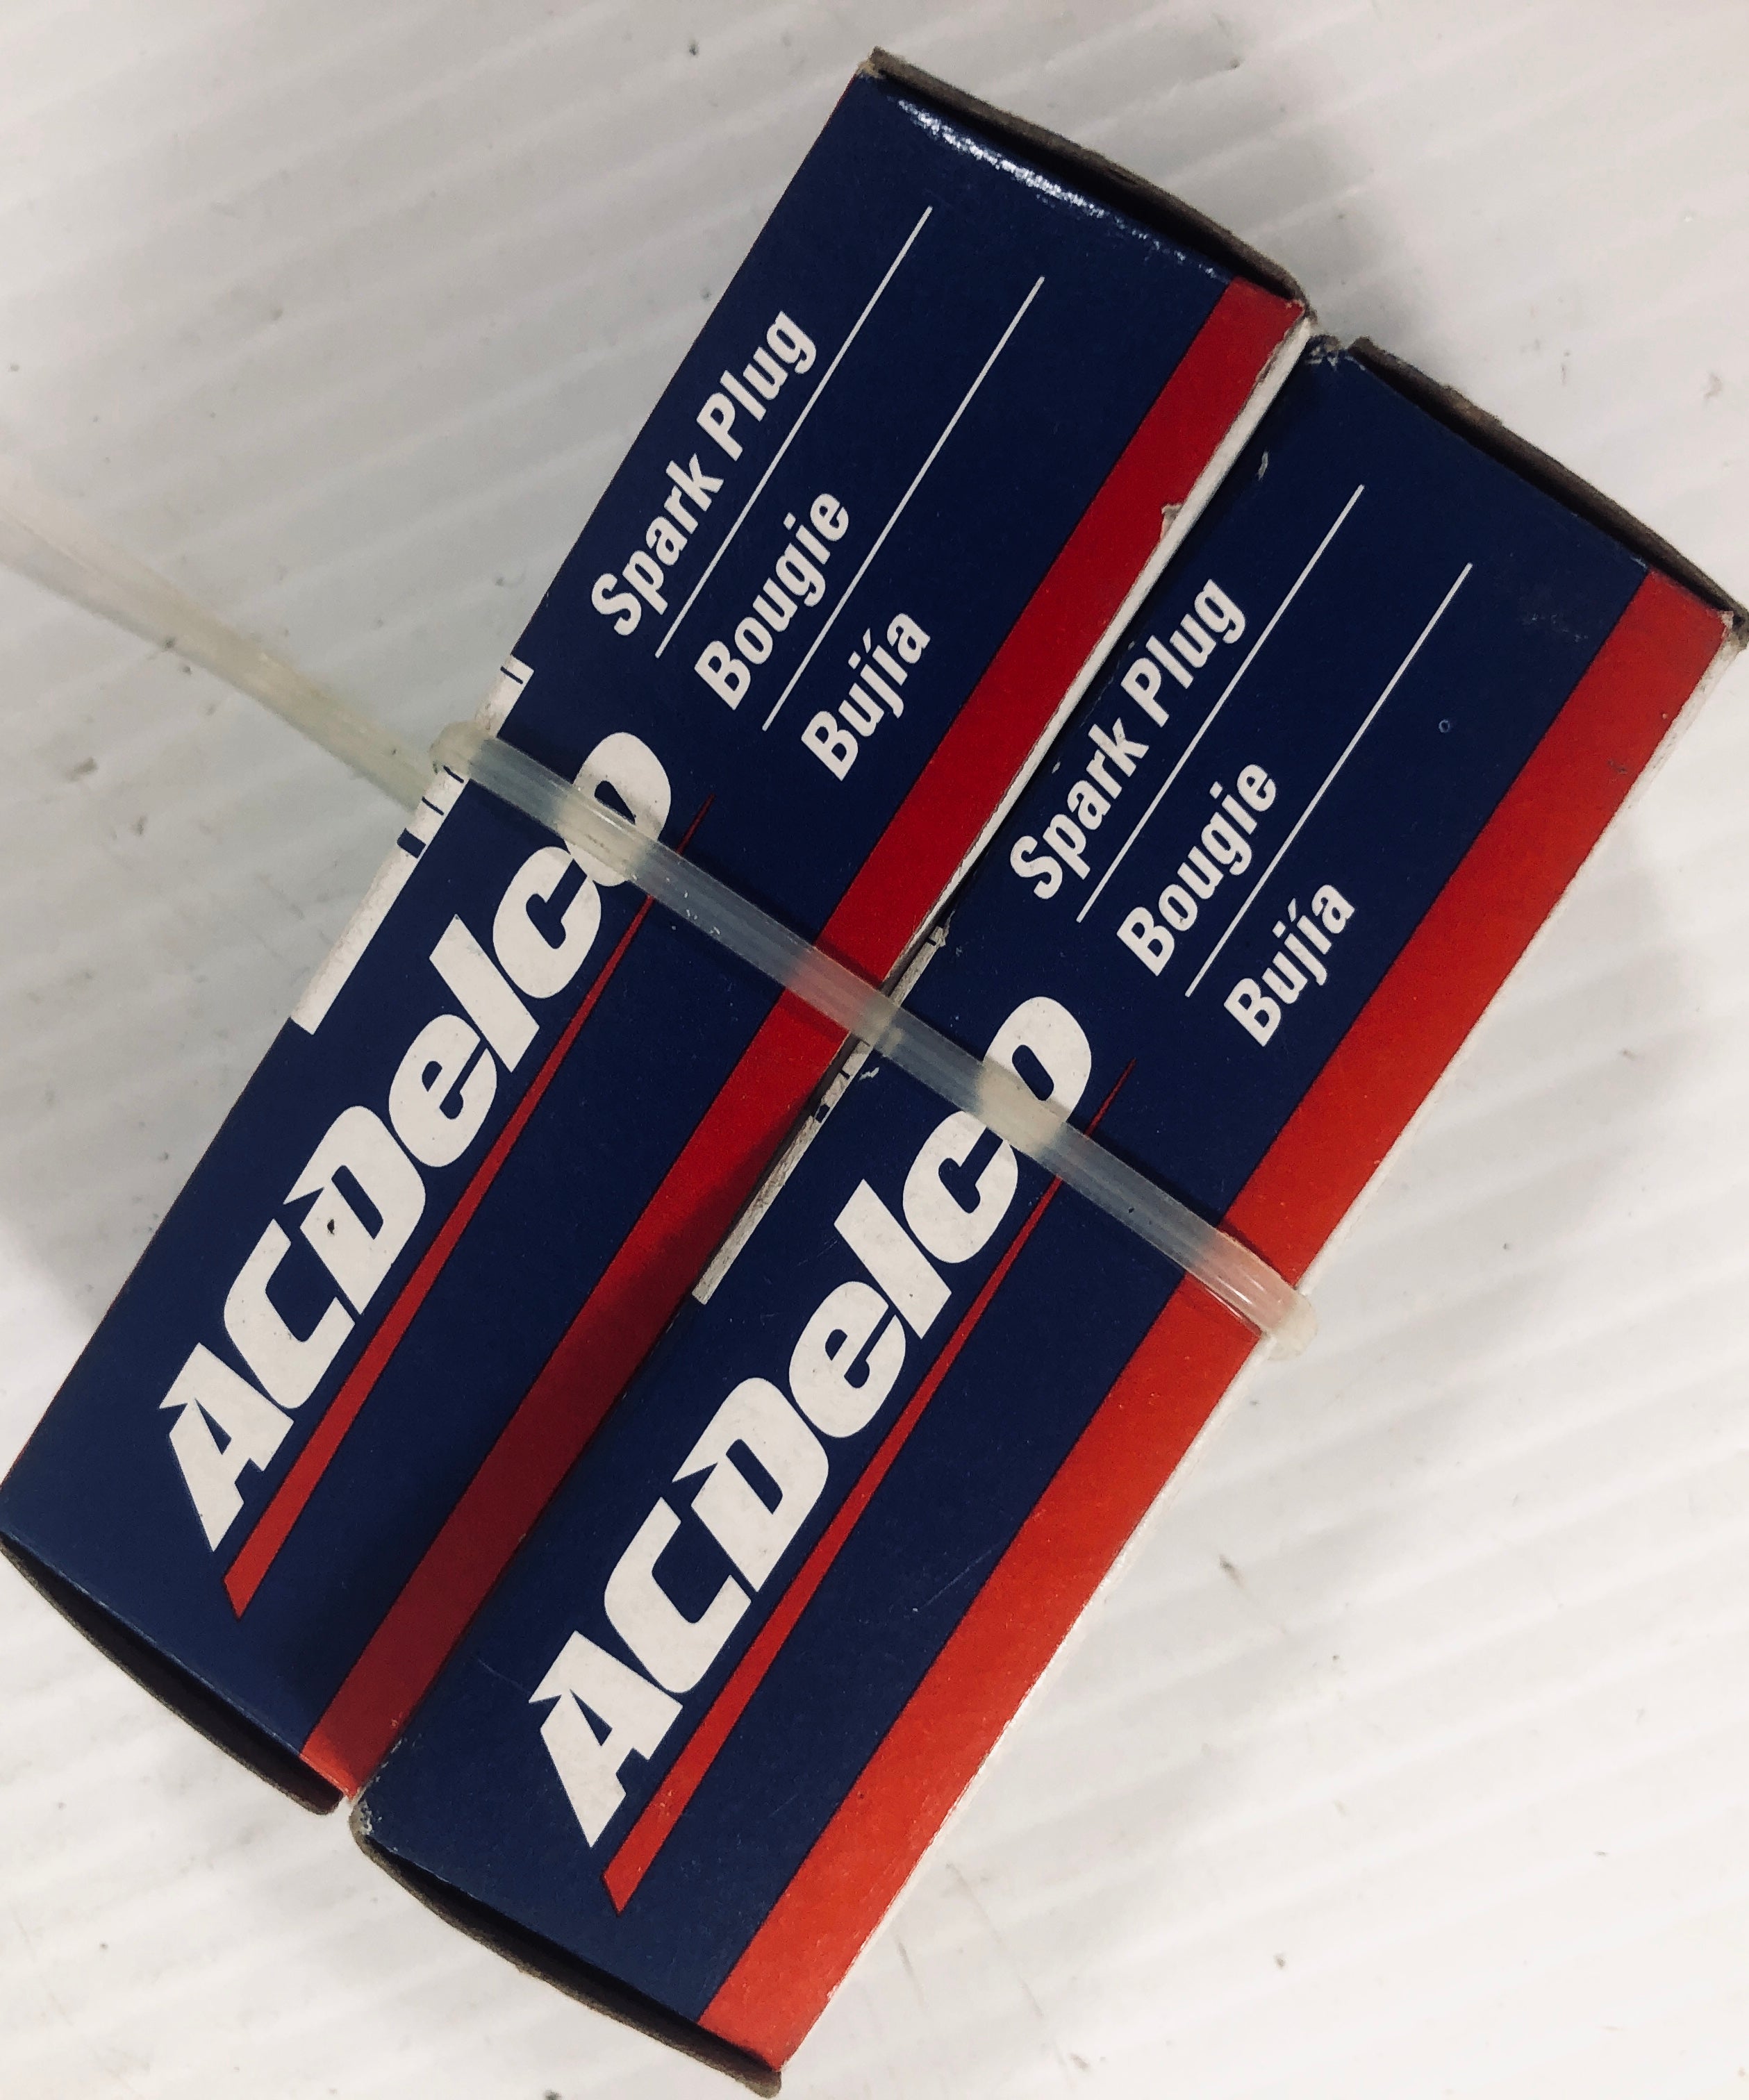 ACDelco
Spark Plug
Bougie
Bujía
ACDelco
Spark Plug
Bougie
Bujía